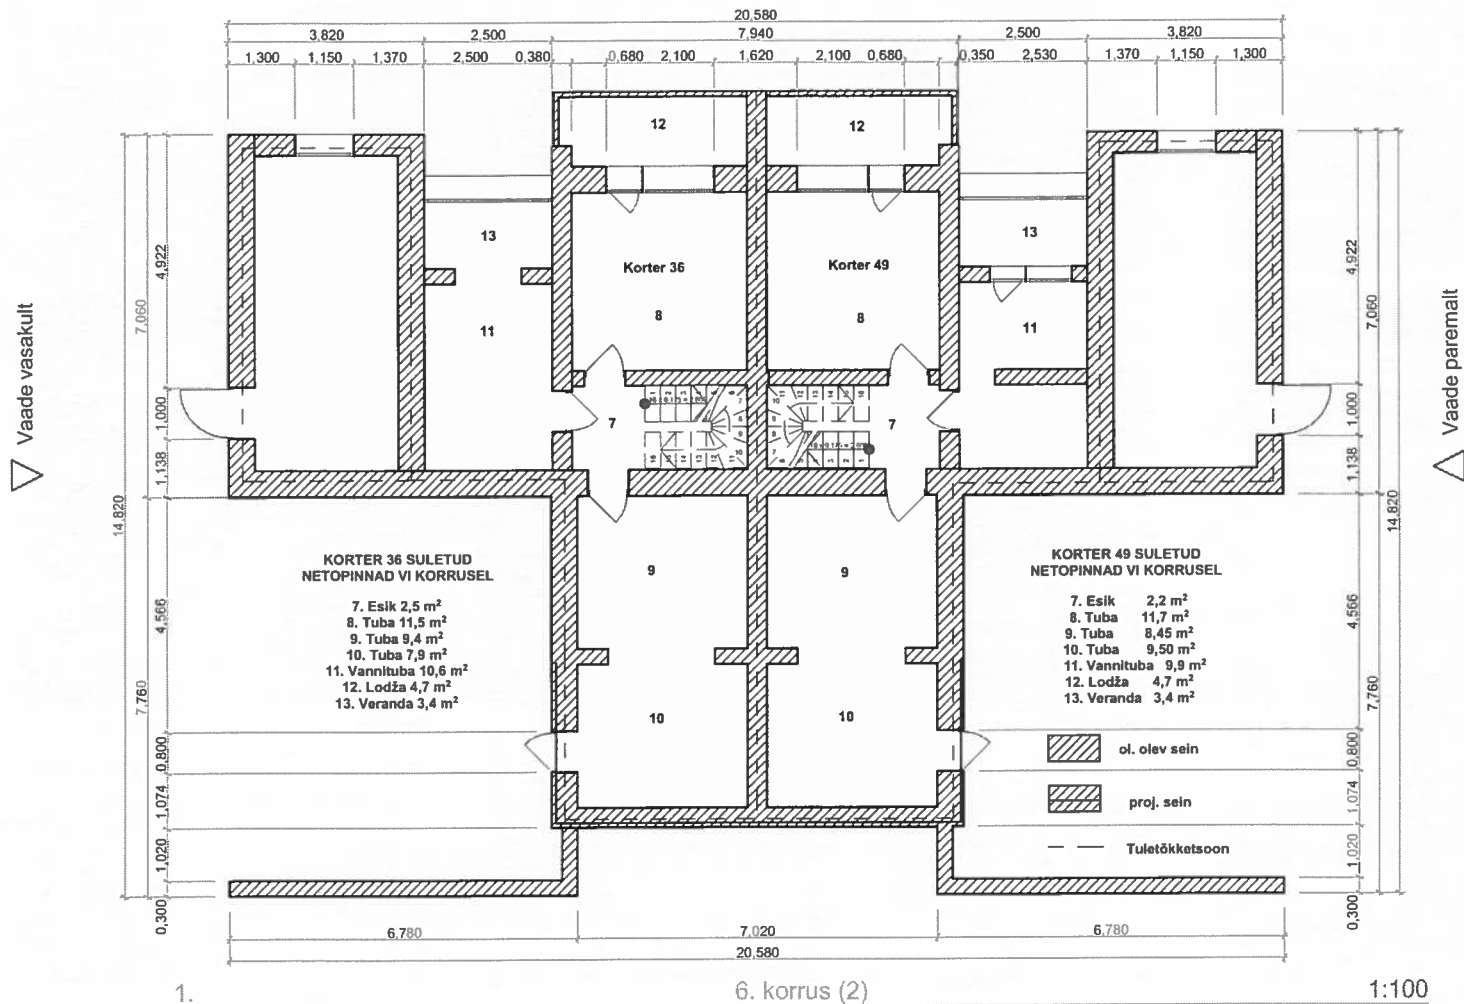 20,580
3,820 2,500 7,940 2,500 3,820
1,300 1,150 1,370 2,500 0,380 0,680 2,100 1,620 2,100 0,680 0,350 2,530 1,370 1,150 1,300
12 12
13 13
Korter 36 Korter 49
8 8
11 11
7 7
9 9
10 10
Vaade vasakult
Vaade paremalt
14,820
7,060
7,760
4,922
1,000
1,138
4,566
0,800
1,074
1,020
0,300
4,922
1,000
1,138
4,566
0,800
1,074
1,020
0,300
7,060
7,760
14,820
KORTER 36 SULETUD
NETOPINNAD VI KORRUSEL
7. Esik 2,5 m²
8. Tuba 11,5 m²
9. Tuba 9,4 m²
10. Tuba 7,9 m²
11. Vannituba 10,6 m²
12. Lodža 4,7 m²
13. Veranda 3,4 m²
KORTER 49 SULETUD
NETOPINNAD VI KORRUSEL
7. Esik 2,2 m²
8. Tuba 11,7 m²
9. Tuba 8,45 m²
10. Tuba 9,50 m²
11. Vannituba 9,9 m²
12. Lodža 4,7 m²
13. Veranda 3,4 m²
ol. olev sein
proj. sein
Tuletõkketsoon
6,780 7,020 6,780
20,580
1. 6. korrus (2) 1:100